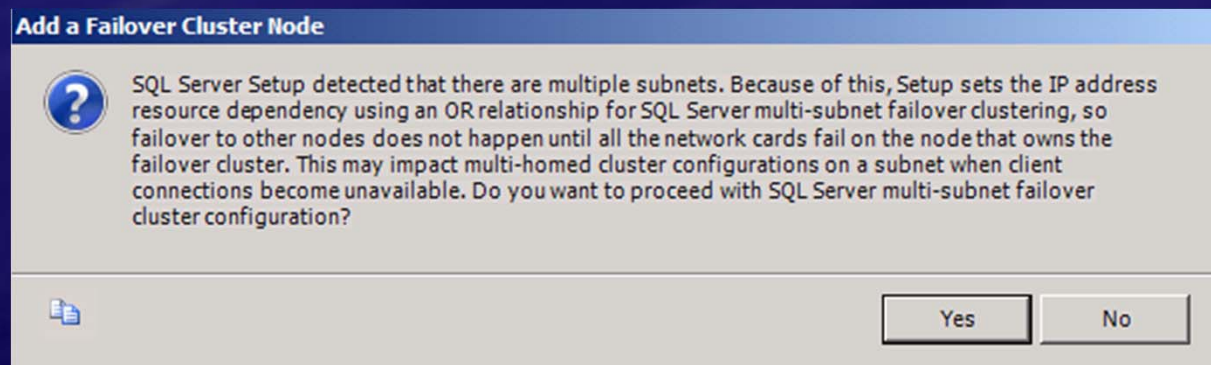 Add a Failover Cluster Node
SQL Server Setup detected that there are multiple subnets. Because of this, Setup sets the IP address
resource dependency using an OR relationship for SQL Server multi-subnet failover clustering, so
failover to other nodes does not happen until all the network cards fail on the node that owns the
failover cluster. This may impact multi-homed cluster configurations on a subnet when client
connections become unavailable. Do you want to proceed with SQL Server multi-subnet failover
cluster configuration?
Yes
No